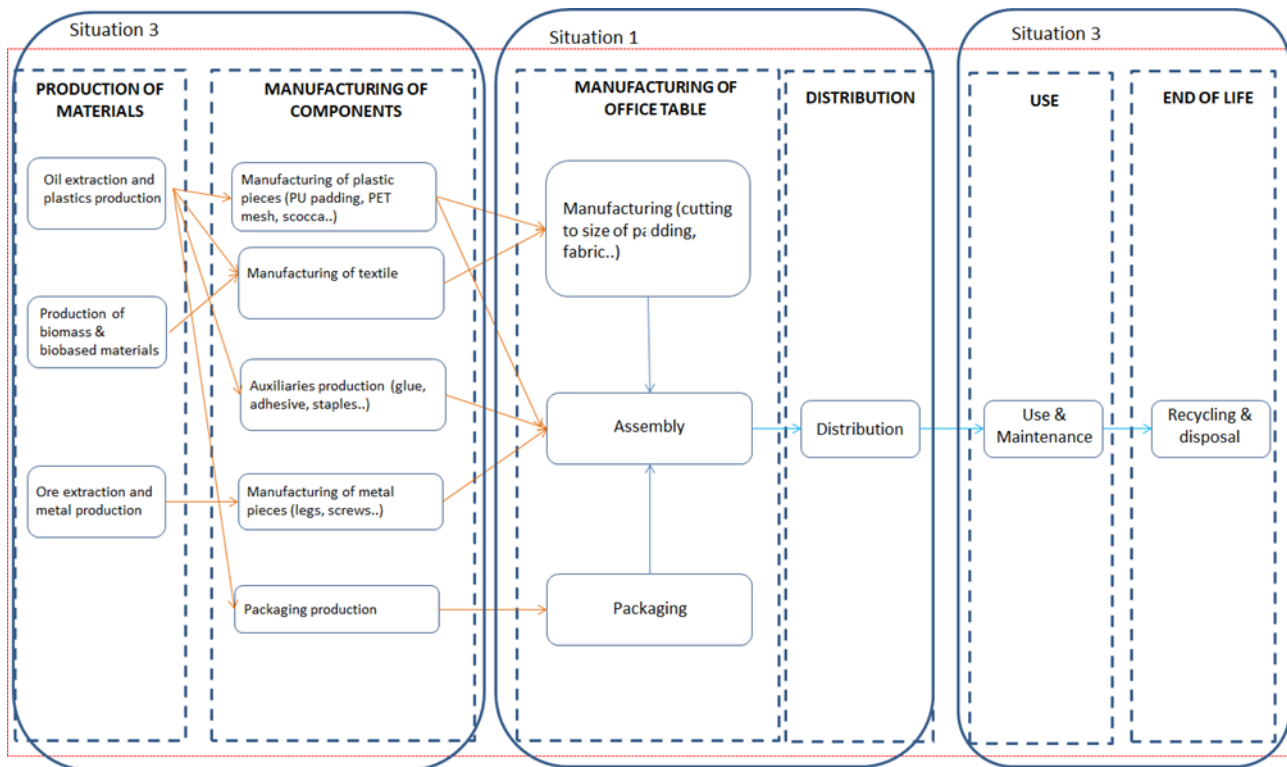 Situation 3
Situation 1
Situation 3
PRODUCTION OF
MATERIALS
MANUFACTURING OF
COMPONENTS
MANUFACTURING OF
OFFICE TABLE
DISTRIBUTION
USE
END OF LIFE
Oil extraction and
plastics production
Manufacturing of plastic
pieces (PU padding, PET
mesh, scocca..)
Manufacturing (cutting
to size of padding,
fabric..)
Manufacturing of textile
Production of
biomass &
biobased materials
Auxiliaries production (glue,
adhesive, staples..)
Assembly
Distribution
Use &
Maintenance
Recycling &
disposal
Ore extraction and
metal production
Manufacturing of metal
pieces (legs, screws..)
Packaging production
Packaging